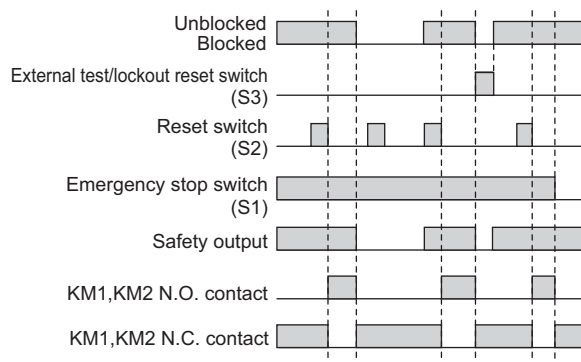 Unblocked
Blocked
External test/lockout reset switch
(S3)
Reset switch
(S2)
Emergency stop switch
(S1)
Safety output
KM1,KM2 N.O. contact
KM1,KM2 N.C. contact